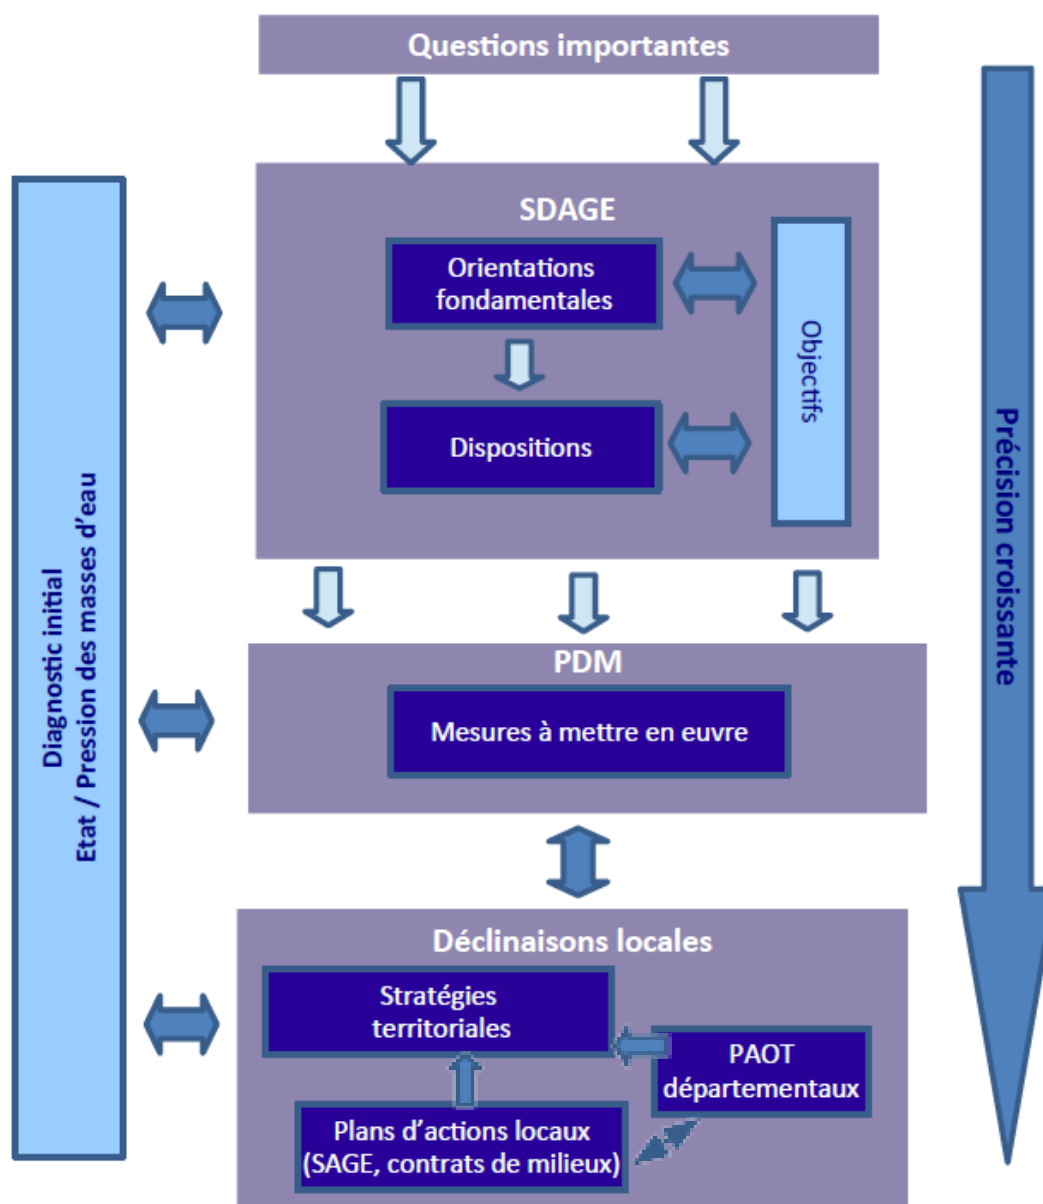 Questions importantes
SDAGE
Orientations
fondamentales
Dispositions
Objectifs
PDM
Mesures à mettre en euvre
Déclinaisons locales
Stratégies
territoriales
PAOT
départementaux
Plans d'actions locaux
(SAGE, contrats de milieux)
Diagnostic initial
Etat / Pression des masses d'eau
Précision croissante